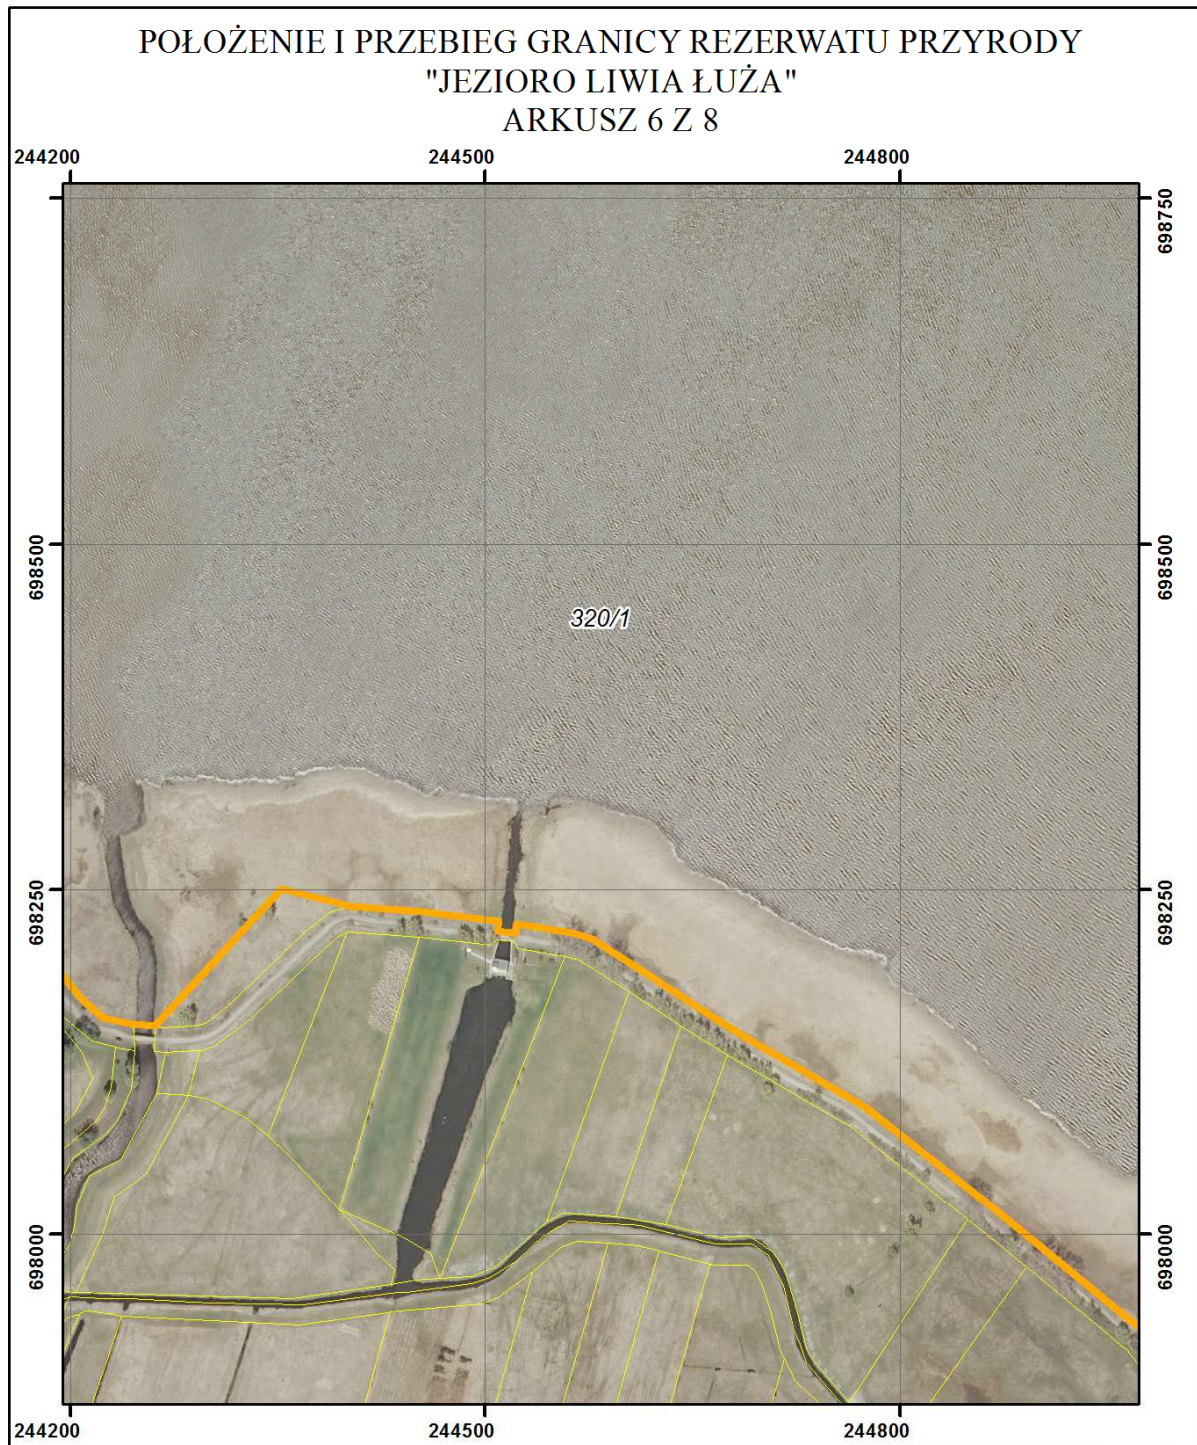 POŁOŻENIE I PRZEBIEG GRANICY REZERWATU PRZYRODY
"JEZIORO LIWIA ŁUŻA"
ARKUSZ 6 Z 8
244200 244500 244800
698750
698500 698500
320/1
698250 698250
698000 698000
244200 244500 244800